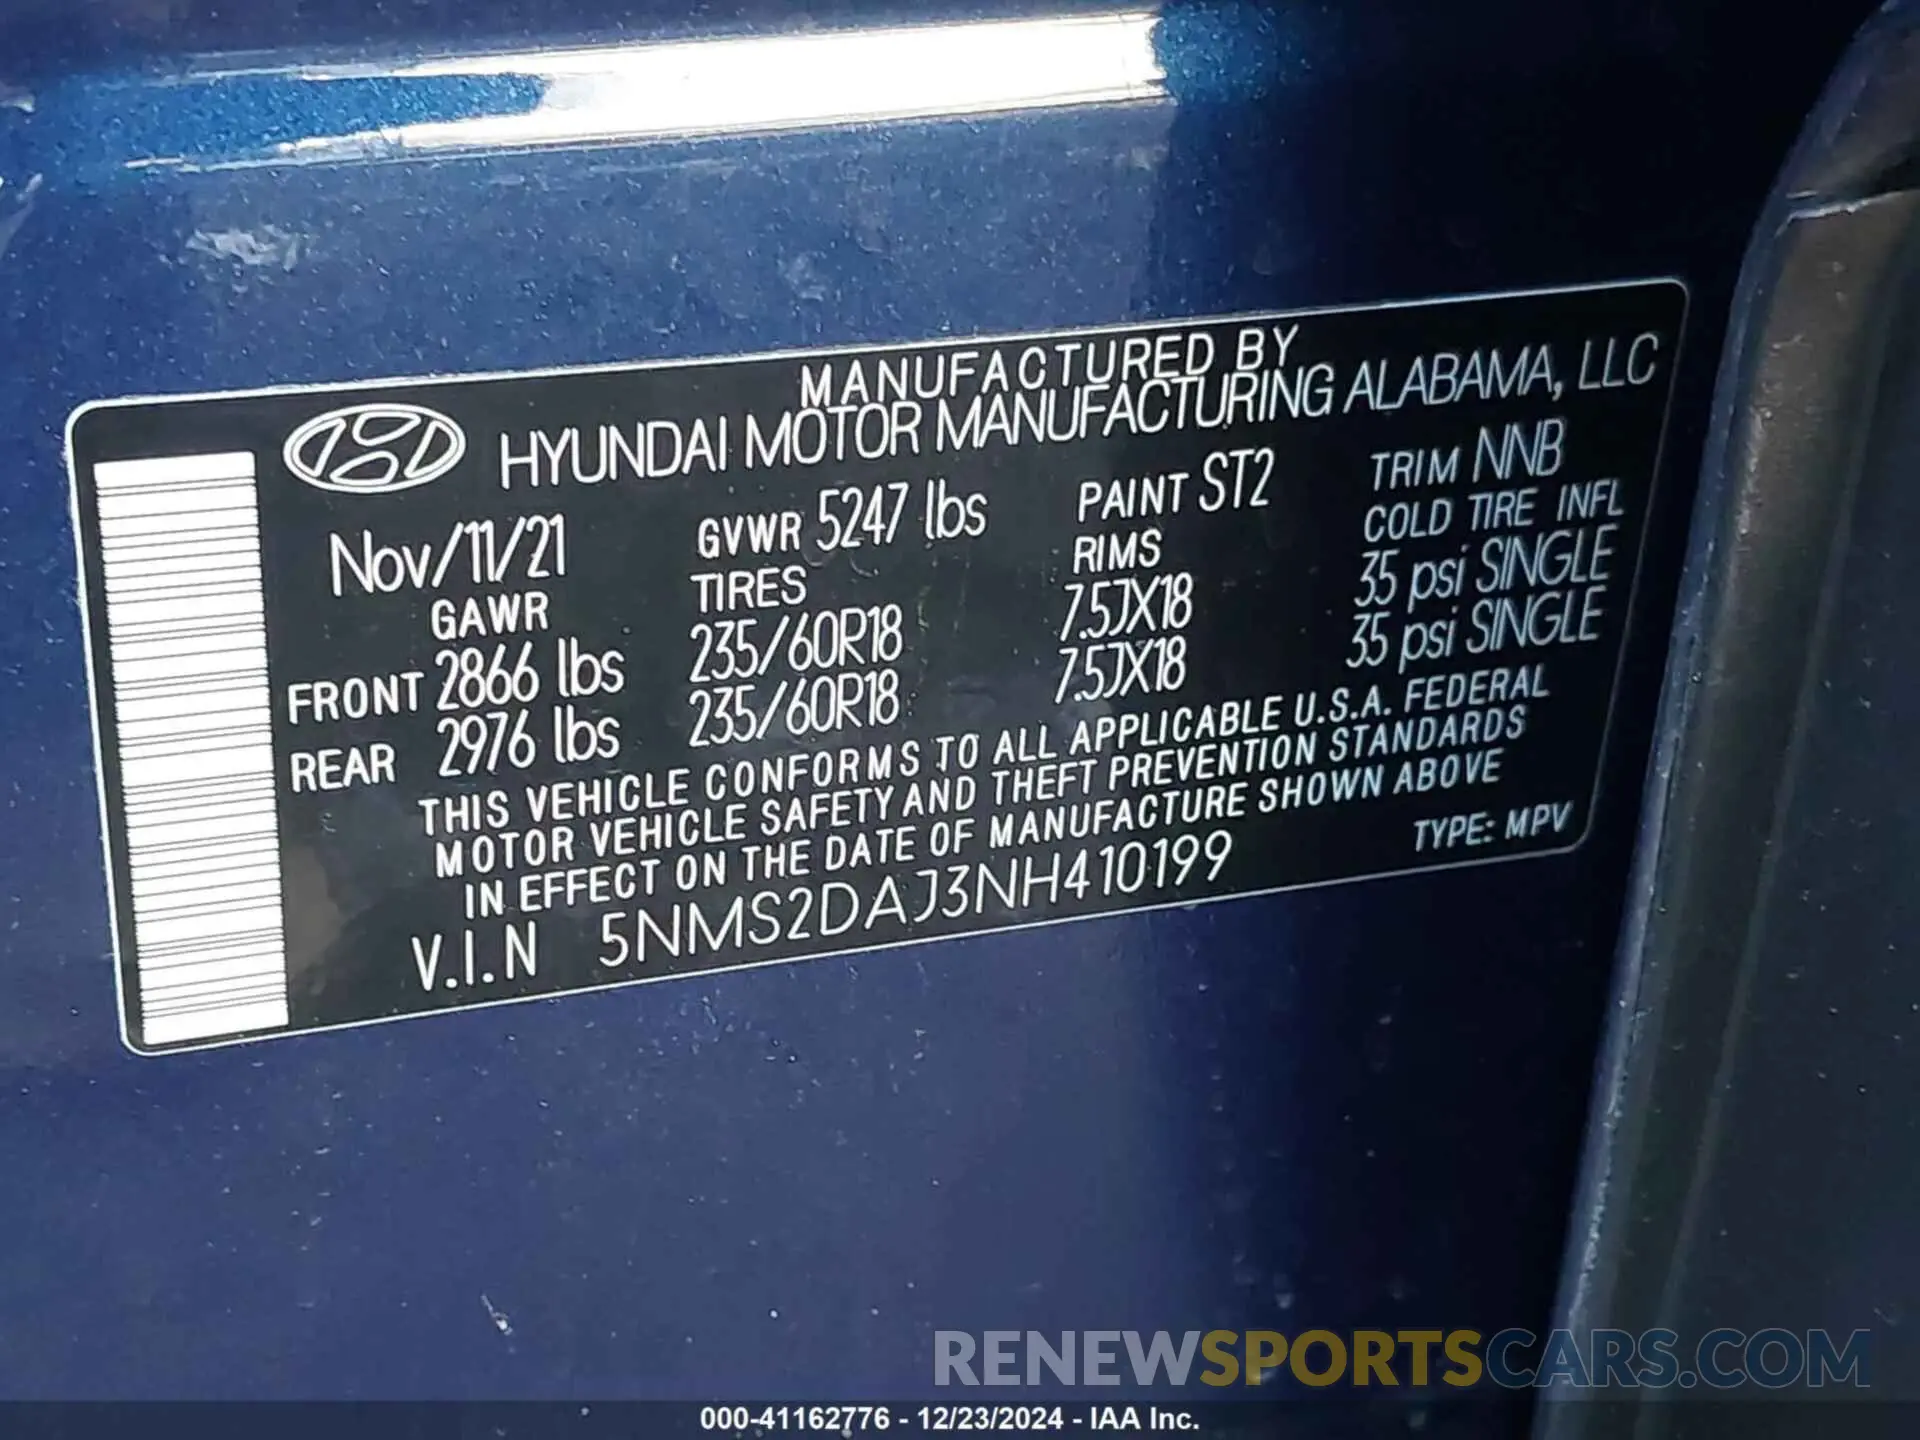 MANUFACTURED BY
HYUNDAI MOTOR MANUFACTURING ALABAMA, LLC
Nov/11/21 GVWR 5247 lbs PAINT ST2 TRIM NNB
GAWR TIRES RIMS COLD TIRE INFL
FRONT 2866 lbs 235/60R18 7.5JX18 35 psi SINGLE
REAR 2976 lbs 235/60R18 7.5JX18 35 psi SINGLE
THIS VEHICLE CONFORMS TO ALL APPLICABLE U.S.A. FEDERAL
MOTOR VEHICLE SAFETY AND THEFT PREVENTION STANDARDS
IN EFFECT ON THE DATE OF MANUFACTURE SHOWN ABOVE
V.I.N 5NMS2DAJ3NH410199 TYPE: MPV
RENEWSPORTSCARS.COM
000-41162776 - 12/23/2024 - IAA Inc.